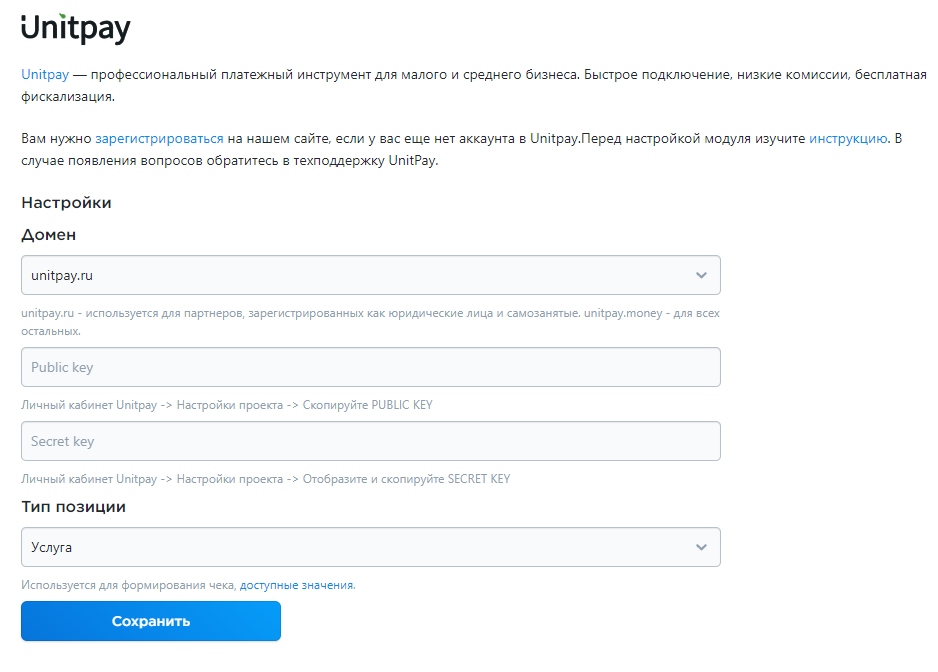 Unitpay
Unitpay — профессиональный платежный инструмент для малого и среднего бизнеса. Быстрое подключение, низкие комиссии, бесплатная
фискализация.
Вам нужно зарегистрироваться на нашем сайте, если у вас еще нет аккаунта в Unitpay.Перед настройкой модуля изучите инструкцию. В
случае появления вопросов обратитесь в техподдержку UnitPay.
Настройки
Домен
unitpay.ru
unitpay.ru - используется для партнеров, зарегистрированных как юридические лица и самозанятые. unitpay.money - для всех
остальных.
Public key
Личный кабинет Unitpay -> Настройки проекта -> Скопируйте PUBLIC KEY
Secret key
Личный кабинет Unitpay -> Настройки проекта -> Отобразите и скопируйте SECRET KEY
Тип позиции
Услуга
Используется для формирования чека, доступные значения.
Сохранить